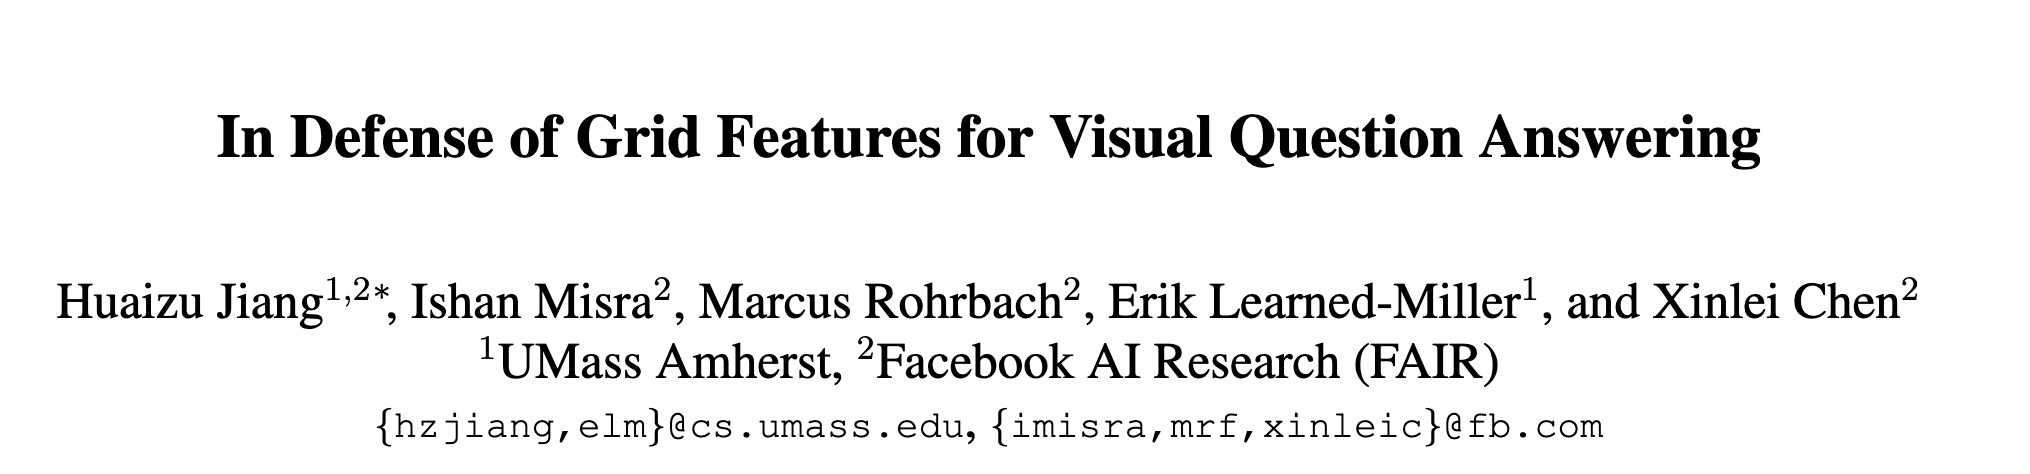 In Defense of Grid Features for Visual Question Answering
Huaizu Jiang¹,²*, Ishan Misra², Marcus Rohrbach², Erik Learned-Miller¹, and Xinlei Chen²
¹UMass Amherst, ²Facebook AI Research (FAIR)
{hzjiang,elm}@cs.umass.edu, {imisra,mrf,xinleic}@fb.com